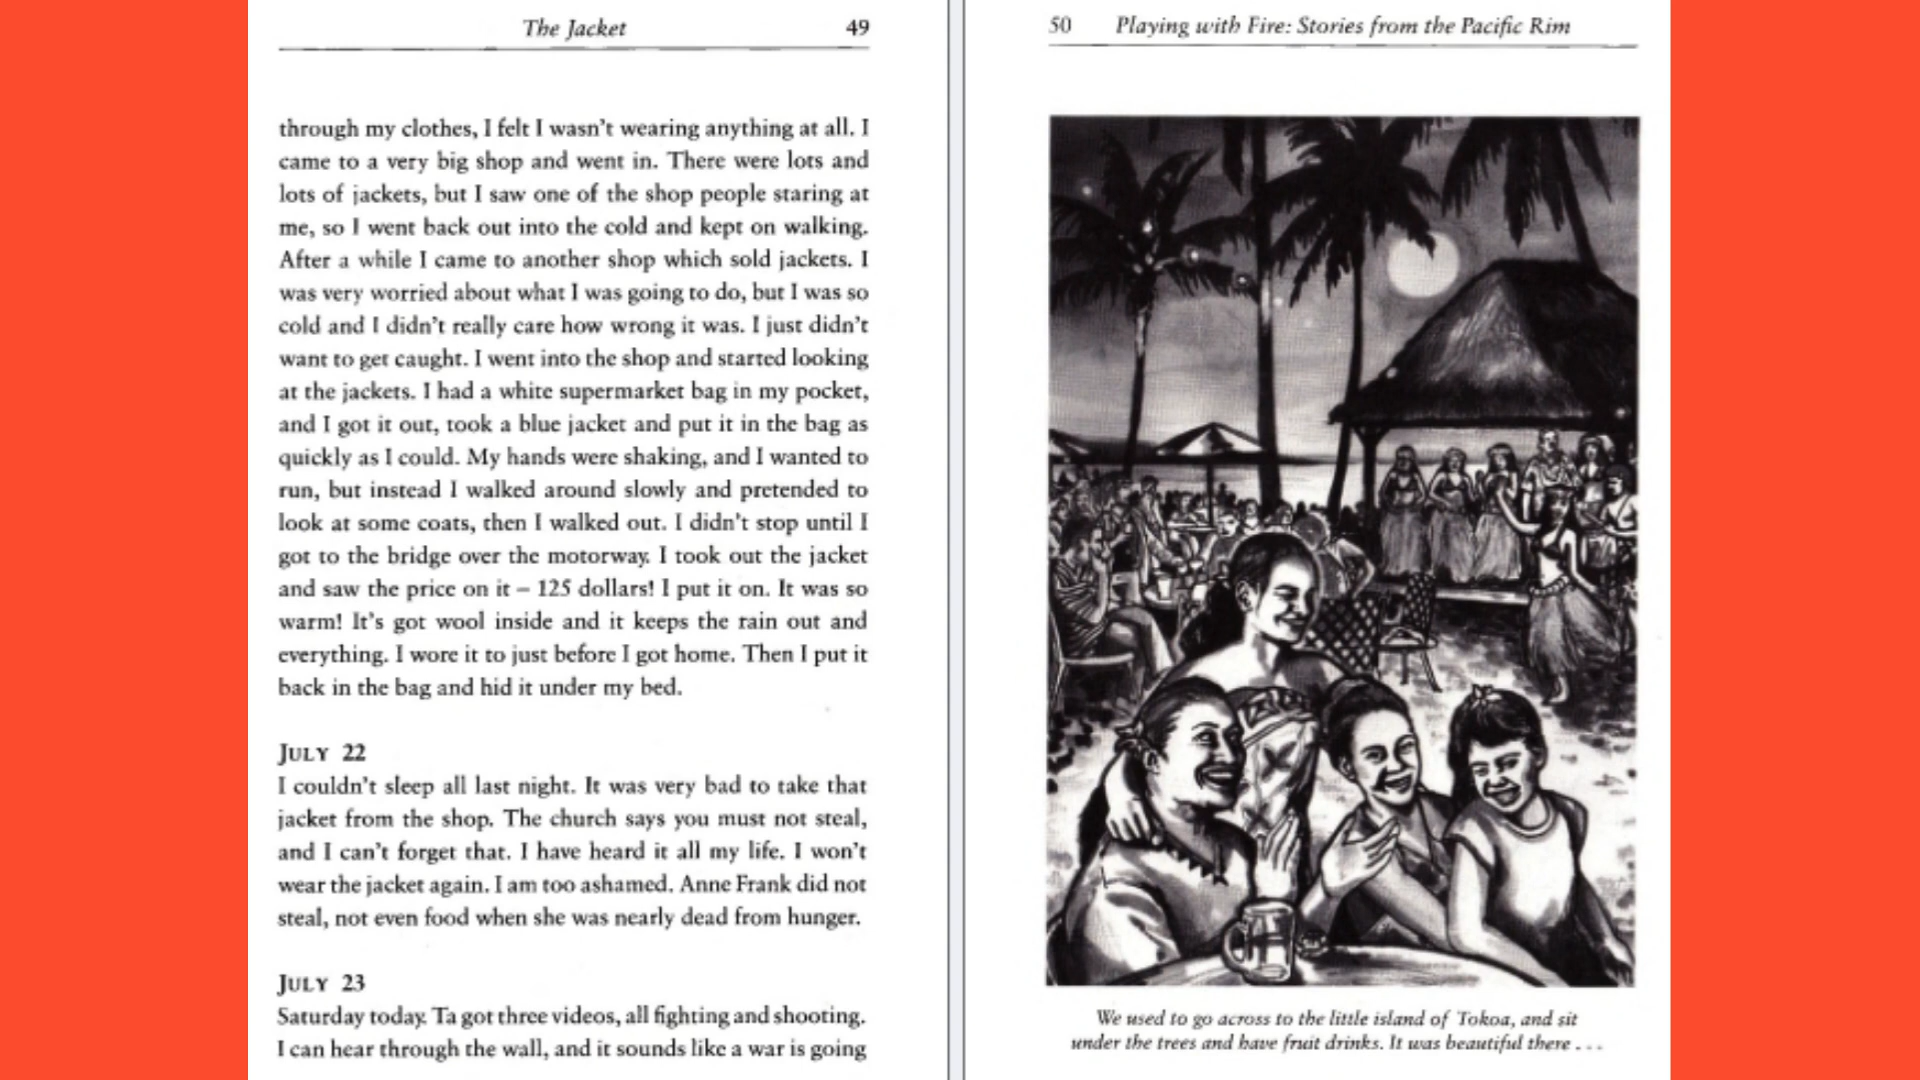 The Jacket 49
through my clothes, I felt I wasn't wearing anything at all. I
came to a very big shop and went in. There were lots and
lots of jackets, but I saw one of the shop people staring at
me, so I went back out into the cold and kept on walking.
After a while I came to another shop which sold jackets. I
was very worried about what I was going to do, but I was so
cold and I didn't really care how wrong it was. I just didn't
want to get caught. I went into the shop and started looking
at the jackets. I had a white supermarket bag in my pocket,
and I got it out, took a blue jacket and put it in the bag as
quickly as I could. My hands were shaking, and I wanted to
run, but instead I walked around slowly and pretended to
look at some coats, then I walked out. I didn't stop until I
got to the bridge over the motorway. I took out the jacket
and saw the price on it – 125 dollars! I put it on. It was so
warm! It's got wool inside and it keeps the rain out and
everything. I wore it to just before I got home. Then I put it
back in the bag and hid it under my bed.
JULY 22
I couldn't sleep all last night. It was very bad to take that
jacket from the shop. The church says you must not steal,
and I can't forget that. I have heard it all my life. I won't
wear the jacket again. I am too ashamed. Anne Frank did not
steal, not even food when she was nearly dead from hunger.
JULY 23
Saturday today. Ta got three videos, all fighting and shooting.
I can hear through the wall, and it sounds like a war is going
50 Playing with Fire: Stories from the Pacific Rim
We used to go across to the little island of Tokoa, and sit
under the trees and have fruit drinks. It was beautiful there . . .